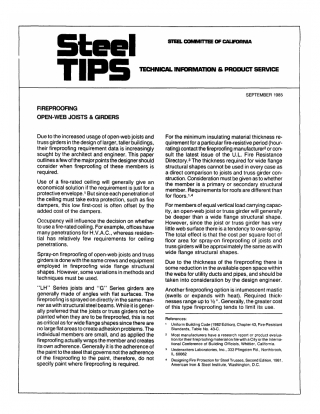 Steel
TIPS
STEEL COMMITTEE OF CALIFORNIA
TECHNICAL INFORMATION & PRODUCT SERVICE
SEPTEMBER 1985
FIREPROOFING
OPEN-WEB JOISTS & GIRDERS
Due to the increased usage of open-web joists and
truss girders in the design of larger, taller buildings,
their fireproofing requirement data is increasingly
sought by the architect and engineer. This paper
outlines a few of the major points the designer should
consider when fireproofing of these members is
required.
Use of a fire-rated ceiling will generally give an
economical solution if the requirement is just for a
protective envelope.¹ But since each penetration of
the ceiling must take extra protection, such as fire
dampers, this low first-cost is often offset by the
added cost of the dampers.
Occupancy will influence the decision on whether
to use a fire-rated ceiling. For example, offices have
many penetrations for H.V.A.C., whereas residen-
tial has relatively few requirements for ceiling
penetrations.
Spray-on fireproofing of open-web joists and truss
girders is done with the same crews and equipment
employed in fireproofing wide flange structural
shapes. However, some variations in methods and
techniques must be used.
"LH" Series joists and "G" Series girders are
generally made of angles with flat surfaces. The
fireproofing is sprayed on directly in the same man-
ner as with structural steel beams. While it is gener-
ally preferred that the joists or truss girders not be
painted when they are to be fireproofed, this is not
as critical as for wide flange shapes since there are
no large flat areas to create adhesion problems. The
individual members are small, and as applied the
fireproofing actually wraps the member and creates
its own adherence. Generally it is the adherence of
the paint to the steel that governs not the adherence
of the fireproofing to the paint, therefore, do not
specify paint where fireproofing is required.
For the minimum insulating material thickness re-
quirement for a particular fire-resistive period (hour
rating) contact the fireproofing manufacturer² or con-
sult the latest issue of the U.L. Fire Resistance
Directory.³ The thickness required for wide flange
structural shapes cannot be used in every case as
a direct comparison to joists and truss girder con-
struction. Consideration must be given as to whether
the member is a primary or secondary structural
member. Requirements for roofs are different than
for floors.¹,⁴
For members of equal vertical load carrying capac-
ity, an open-web joist or truss girder will generally
be deeper than a wide flange structural shape.
However, since the joist or truss girder has very
little web surface there is a tendency to over-spray.
The total effect is that the cost per square foot of
floor area for spray-on fireproofing of joists and
truss girders will be approximately the same as with
wide flange structural shapes.
Due to the thickness of the fireproofing there is
some reduction in the available open space within
the webs for utility ducts and pipes, and should be
taken into consideration by the design engineer.
Another fireproofing option is intumescent mastic
(swells or expands with heat). Required thick-
nesses range up to ½". Generally, the greater cost
of this type fireproofing tends to limit its use.
References:
¹ Uniform Building Code (1982 Edition), Chapter 43, Fire-Resistant
Standards, Table No. 43-C.
² Most manufacturers have a research report or product evalua-
tion for their fireproofing material on file with a City or the Interna-
tional Conference of Building Officials, Whittier, California.
³ Underwriters Laboratories, Inc., 333 Pfingsten Rd., Northbrook,
IL 60062
⁴ Designing Fire Protection for Steel Trusses, Second Edition, 1981,
American Iron & Steel Institute, Washington, D.C.